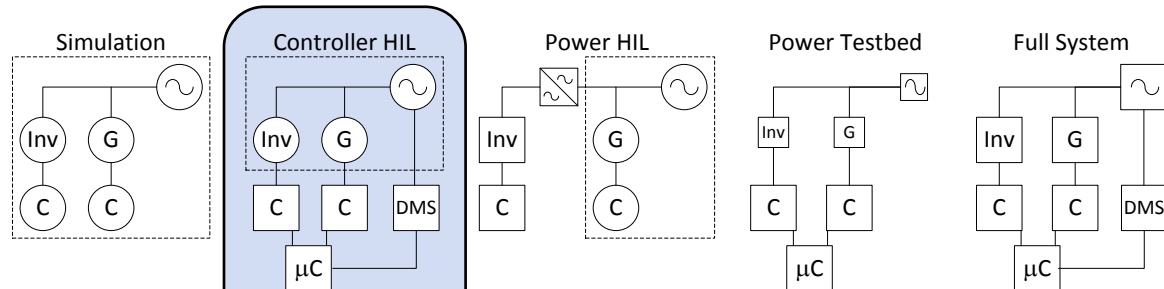 Simulation
Controller HIL
Power HIL
Power Testbed
Full System
Inv
G
C
C
Inv
G
C
C
DMS
μC
Inv
C
G
C
Inv
G
C
C
μC
Inv
G
C
C
DMS
μC